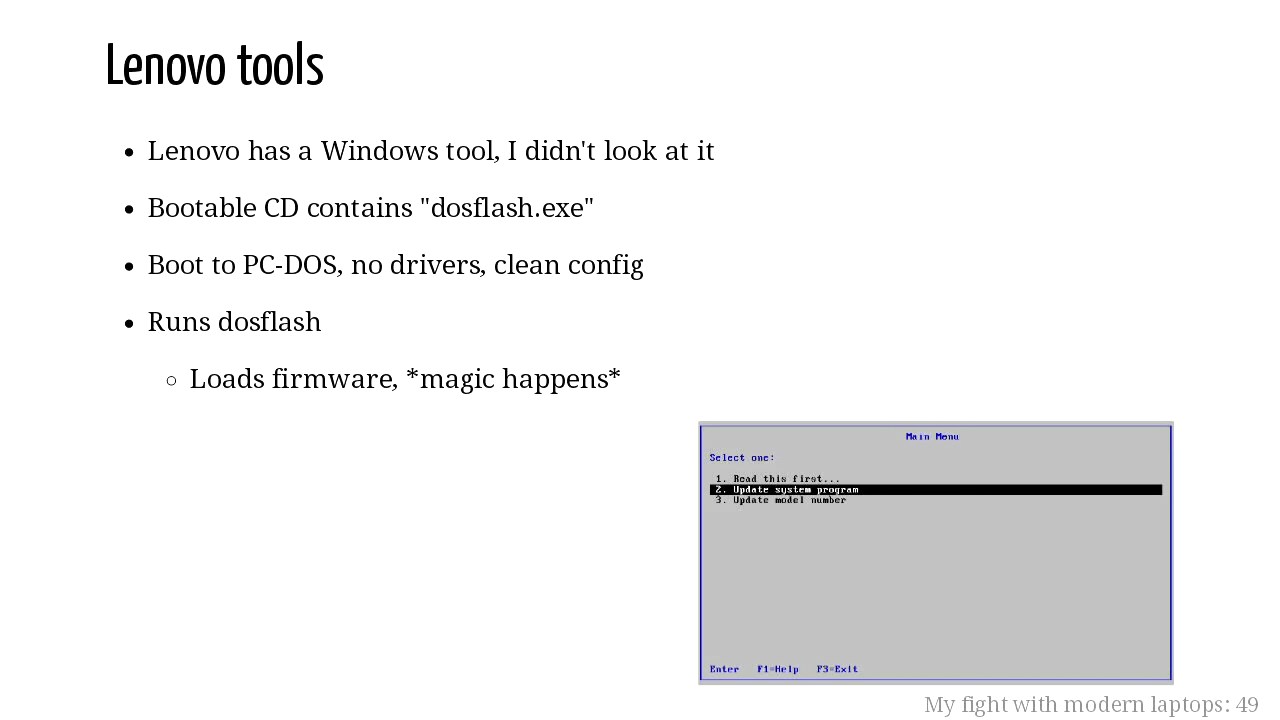 Lenovo tools
Lenovo has a Windows tool, I didn't look at it
Bootable CD contains "dosflash.exe"
Boot to PC-DOS, no drivers, clean config
Runs dosflash
Loads firmware, *magic happens*
Main Menu
Select one:
1. Read this first...
2. Update system program
3. Update model number
Enter F1=Help F3=Exit
My fight with modern laptops: 49